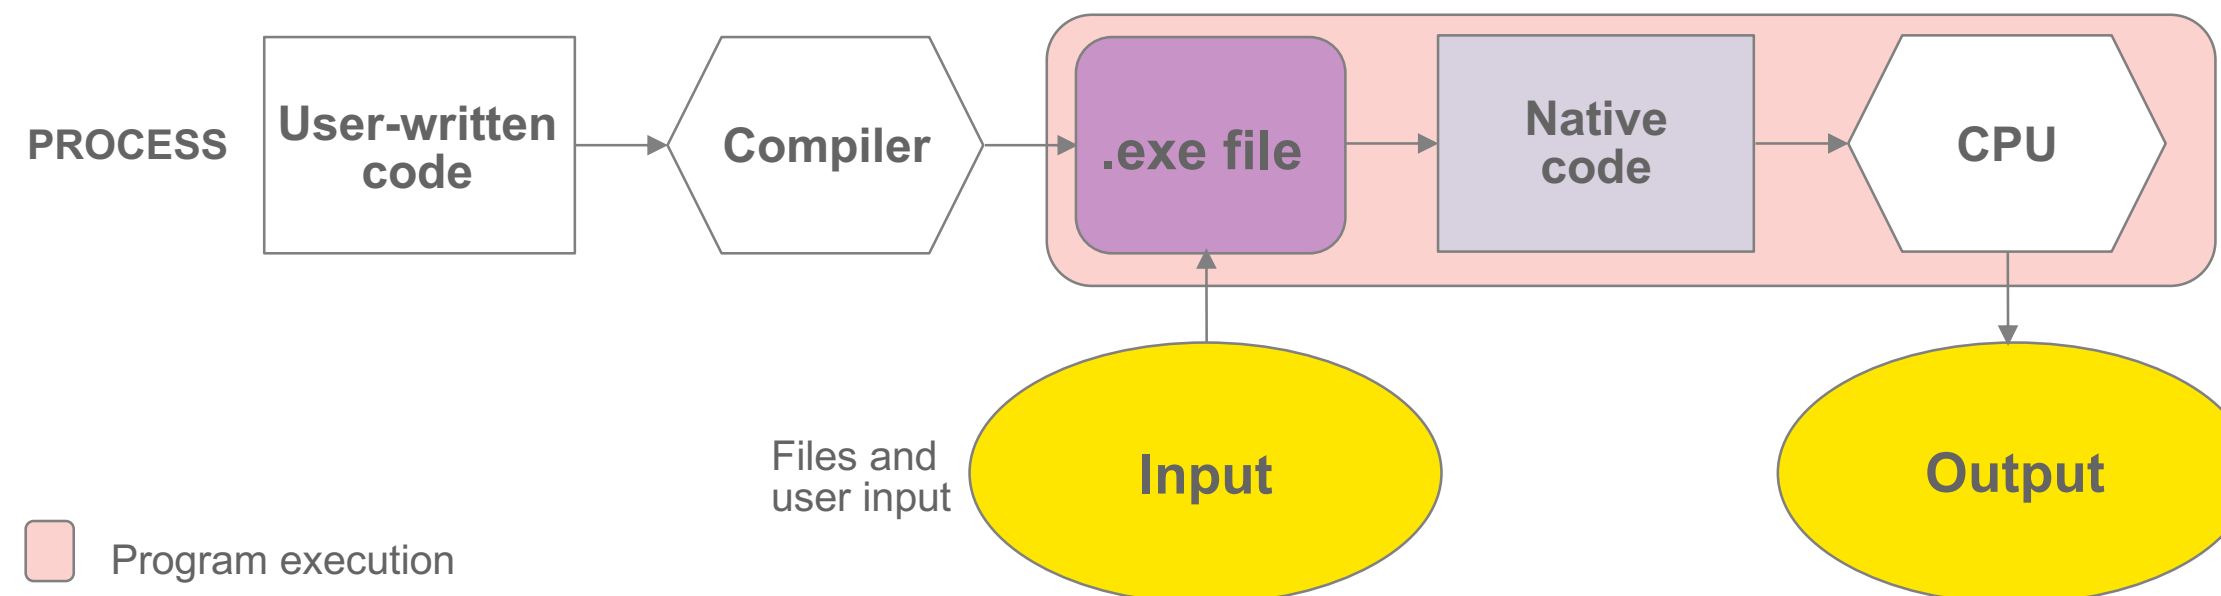 PROCESS
User-written
code
Compiler
.exe file
Native
code
CPU
Files and
user input
Input
Output
Program execution